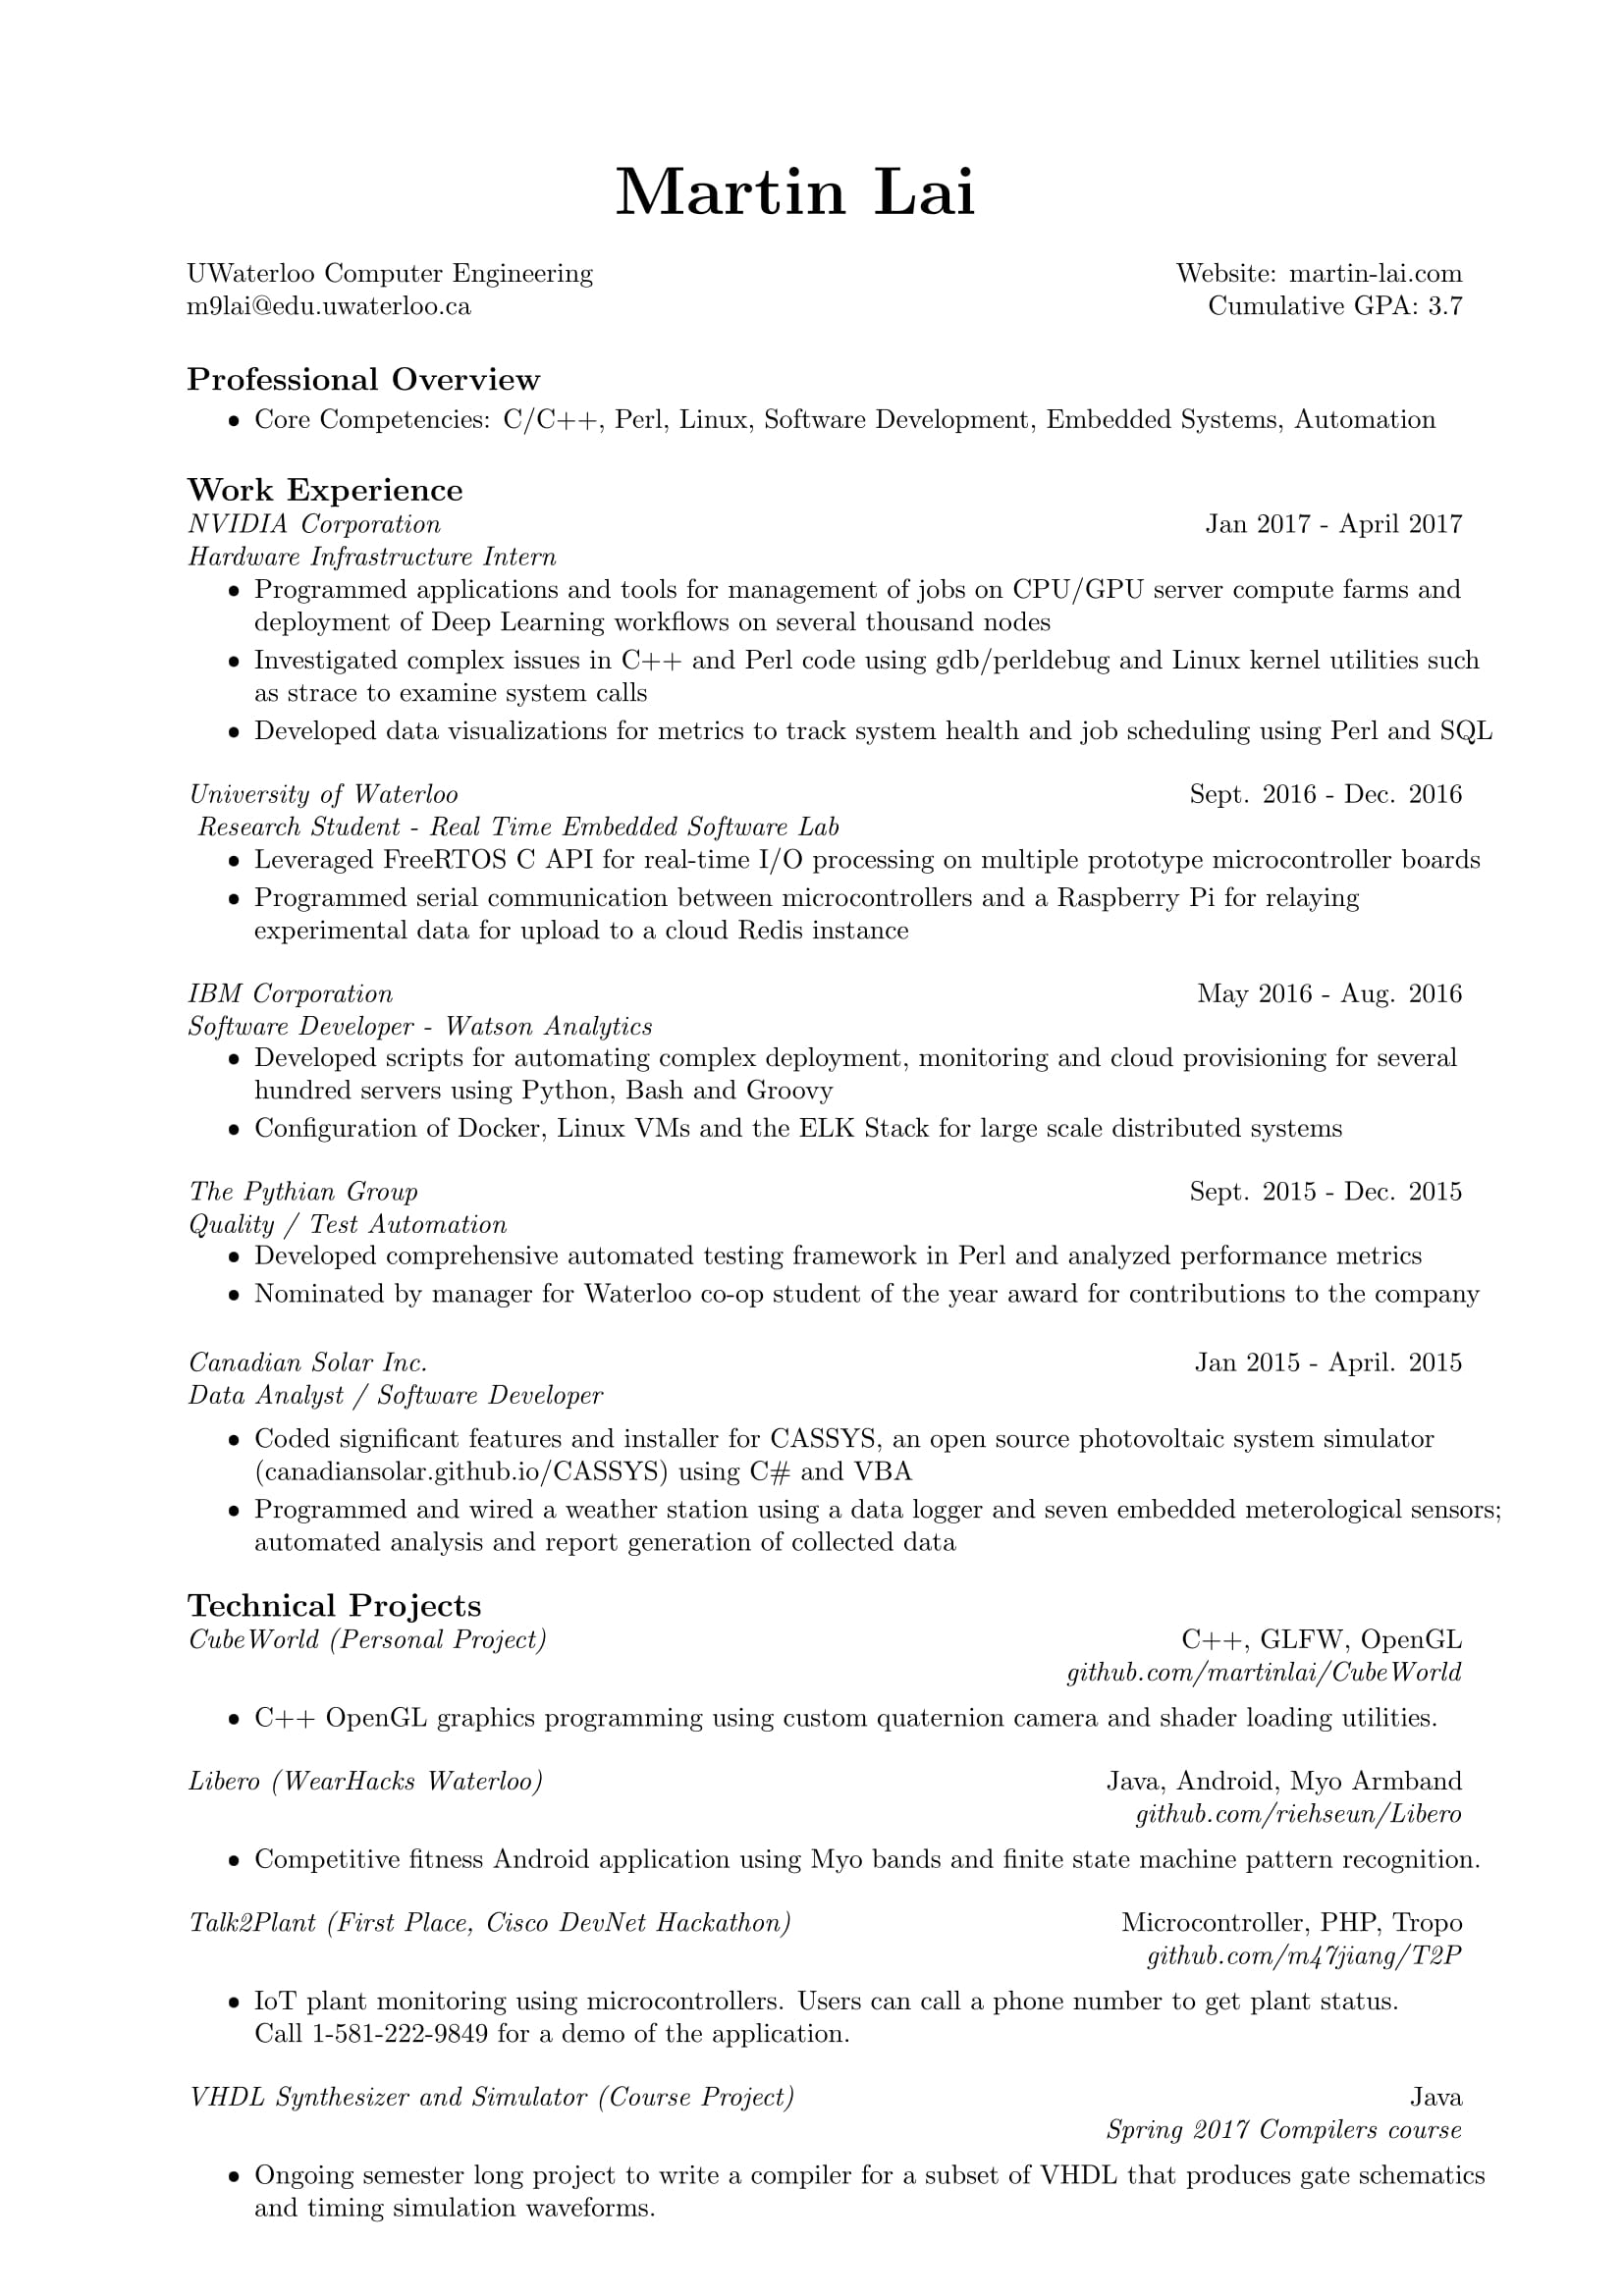 Martin Lai
UWaterloo Computer Engineering Website: martin-lai.com
m9lai@edu.uwaterloo.ca Cumulative GPA: 3.7
Professional Overview
• Core Competencies: C/C++, Perl, Linux, Software Development, Embedded Systems, Automation
Work Experience
NVIDIA Corporation Jan 2017 - April 2017
Hardware Infrastructure Intern
• Programmed applications and tools for management of jobs on CPU/GPU server compute farms and
deployment of Deep Learning workflows on several thousand nodes
• Investigated complex issues in C++ and Perl code using gdb/perldebug and Linux kernel utilities such
as strace to examine system calls
• Developed data visualizations for metrics to track system health and job scheduling using Perl and SQL
University of Waterloo Sept. 2016 - Dec. 2016
Research Student - Real Time Embedded Software Lab
• Leveraged FreeRTOS C API for real-time I/O processing on multiple prototype microcontroller boards
• Programmed serial communication between microcontrollers and a Raspberry Pi for relaying
experimental data for upload to a cloud Redis instance
IBM Corporation May 2016 - Aug. 2016
Software Developer - Watson Analytics
• Developed scripts for automating complex deployment, monitoring and cloud provisioning for several
hundred servers using Python, Bash and Groovy
• Configuration of Docker, Linux VMs and the ELK Stack for large scale distributed systems
The Pythian Group Sept. 2015 - Dec. 2015
Quality / Test Automation
• Developed comprehensive automated testing framework in Perl and analyzed performance metrics
• Nominated by manager for Waterloo co-op student of the year award for contributions to the company
Canadian Solar Inc. Jan 2015 - April. 2015
Data Analyst / Software Developer
• Coded significant features and installer for CASSYS, an open source photovoltaic system simulator
(canadiansolar.github.io/CASSYS) using C# and VBA
• Programmed and wired a weather station using a data logger and seven embedded meterological sensors;
automated analysis and report generation of collected data
Technical Projects
CubeWorld (Personal Project) C++, GLFW, OpenGL
github.com/martinlai/CubeWorld
• C++ OpenGL graphics programming using custom quaternion camera and shader loading utilities.
Libero (WearHacks Waterloo) Java, Android, Myo Armband
github.com/riehseun/Libero
• Competitive fitness Android application using Myo bands and finite state machine pattern recognition.
Talk2Plant (First Place, Cisco DevNet Hackathon) Microcontroller, PHP, Tropo
github.com/m47jiang/T2P
• IoT plant monitoring using microcontrollers. Users can call a phone number to get plant status.
Call 1-581-222-9849 for a demo of the application.
VHDL Synthesizer and Simulator (Course Project) Java
Spring 2017 Compilers course
• Ongoing semester long project to write a compiler for a subset of VHDL that produces gate schematics
and timing simulation waveforms.